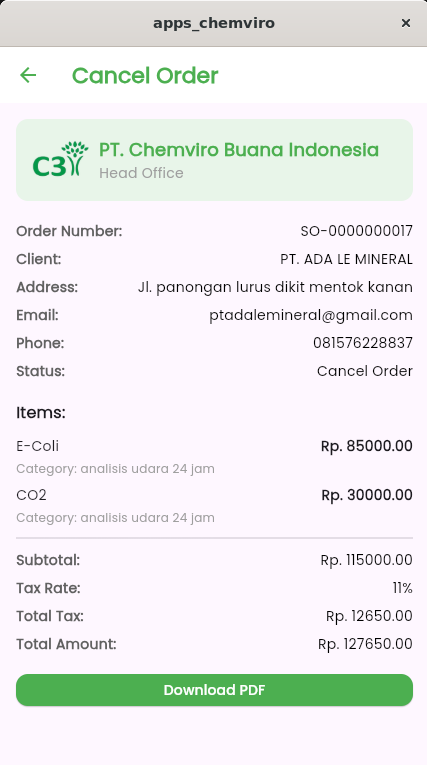 apps_chemviro
Cancel Order
C3 PT. Chemviro Buana Indonesia
Head Office
Order Number: SO-0000000017
Client: PT. ADA LE MINERAL
Address: Jl. panongan lurus dikit mentok kanan
Email: ptadalemineral@gmail.com
Phone: 081576228837
Status: Cancel Order
Items:
E-Coli Rp. 85000.00
Category: analisis udara 24 jam
CO2 Rp. 30000.00
Category: analisis udara 24 jam
Subtotal: Rp. 115000.00
Tax Rate: 11%
Total Tax: Rp. 12650.00
Total Amount: Rp. 127650.00
Download PDF